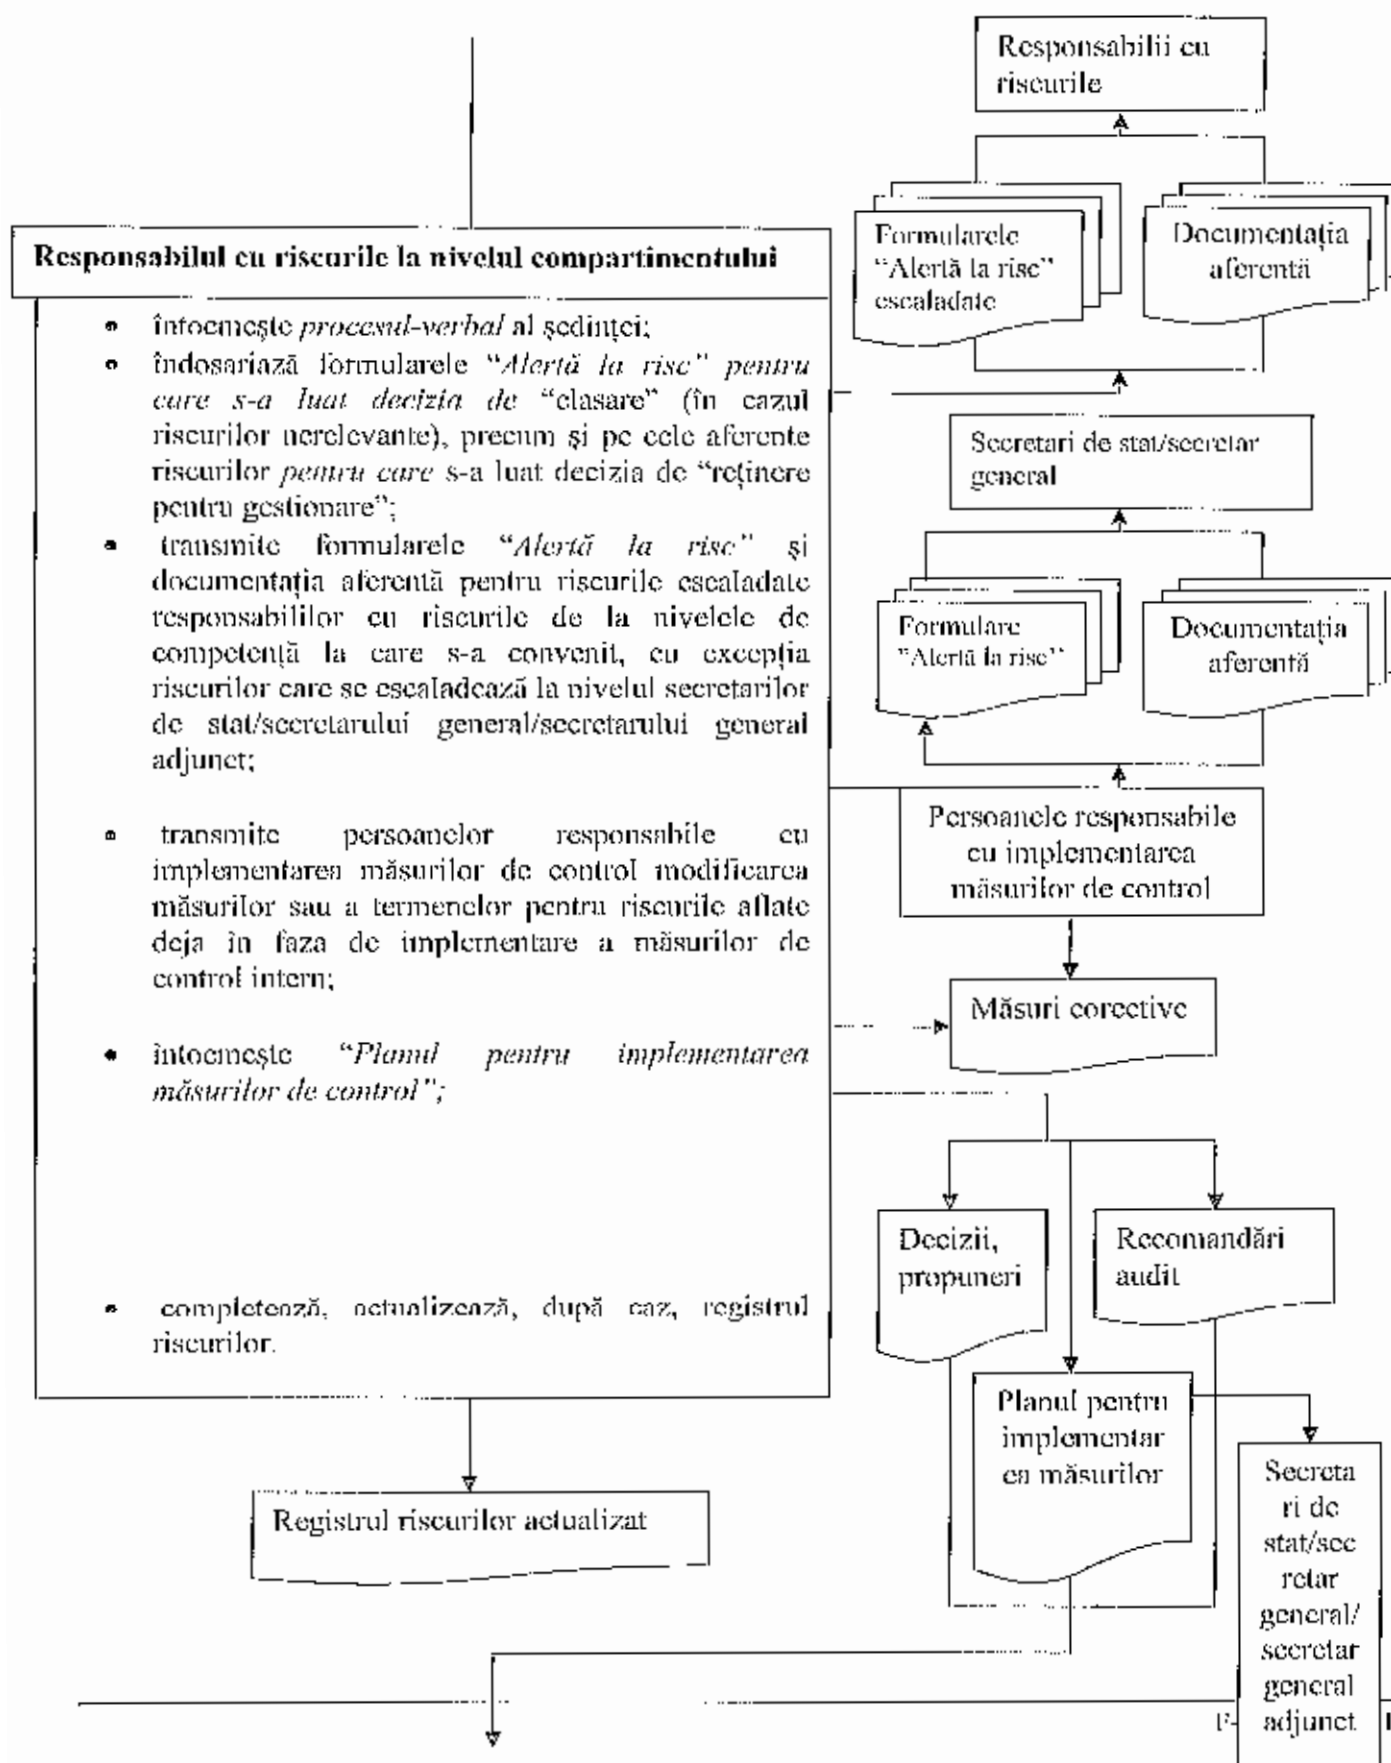 Responsabilii cu
riscurile
Formularele
“Alertă la risc”
escaladate
Documentația
aferentă
Responsabilul cu riscurile la nivelul compartimentului
întocmește procesul-verbal al ședinței;
îndosariază formularele “Alertă la risc” pentru
care s-a luat decizia de “clasare” (în cazul
riscurilor nerelevante), precum și pe cele aferente
riscurilor pentru care s-a luat decizia de “reținere
pentru gestionare”;
transmite formularele “Alertă la risc” și
documentația aferentă pentru riscurile escaladate
responsabililor cu riscurile de la nivelele de
competență la care s-a convenit, cu excepția
riscurilor care se escaladează la nivelul secretarilor
de stat/secretarului general/secretarului general
adjunct;
transmite persoanelor responsabile cu
implementarea măsurilor de control modificarea
măsurilor sau a termenelor pentru riscurile aflate
deja în faza de implementare a măsurilor de
control intern;
întocmește “Planul pentru implementarea
măsurilor de control”;
completează, actualizează, după caz, registrul
riscurilor.
Secretari de stat/secretar
general
Formulare
"Alertă la risc"
Documentația
aferentă
Persoanele responsabile
cu implementarea
măsurilor de control
Măsuri corective
Decizii,
propuneri
Recomandări
audit
Planul pentru
implementar
ea măsurilor
Secreta
ri de
stat/sec
retar
general/
secretar
general
adjunct
Registrul riscurilor actualizat